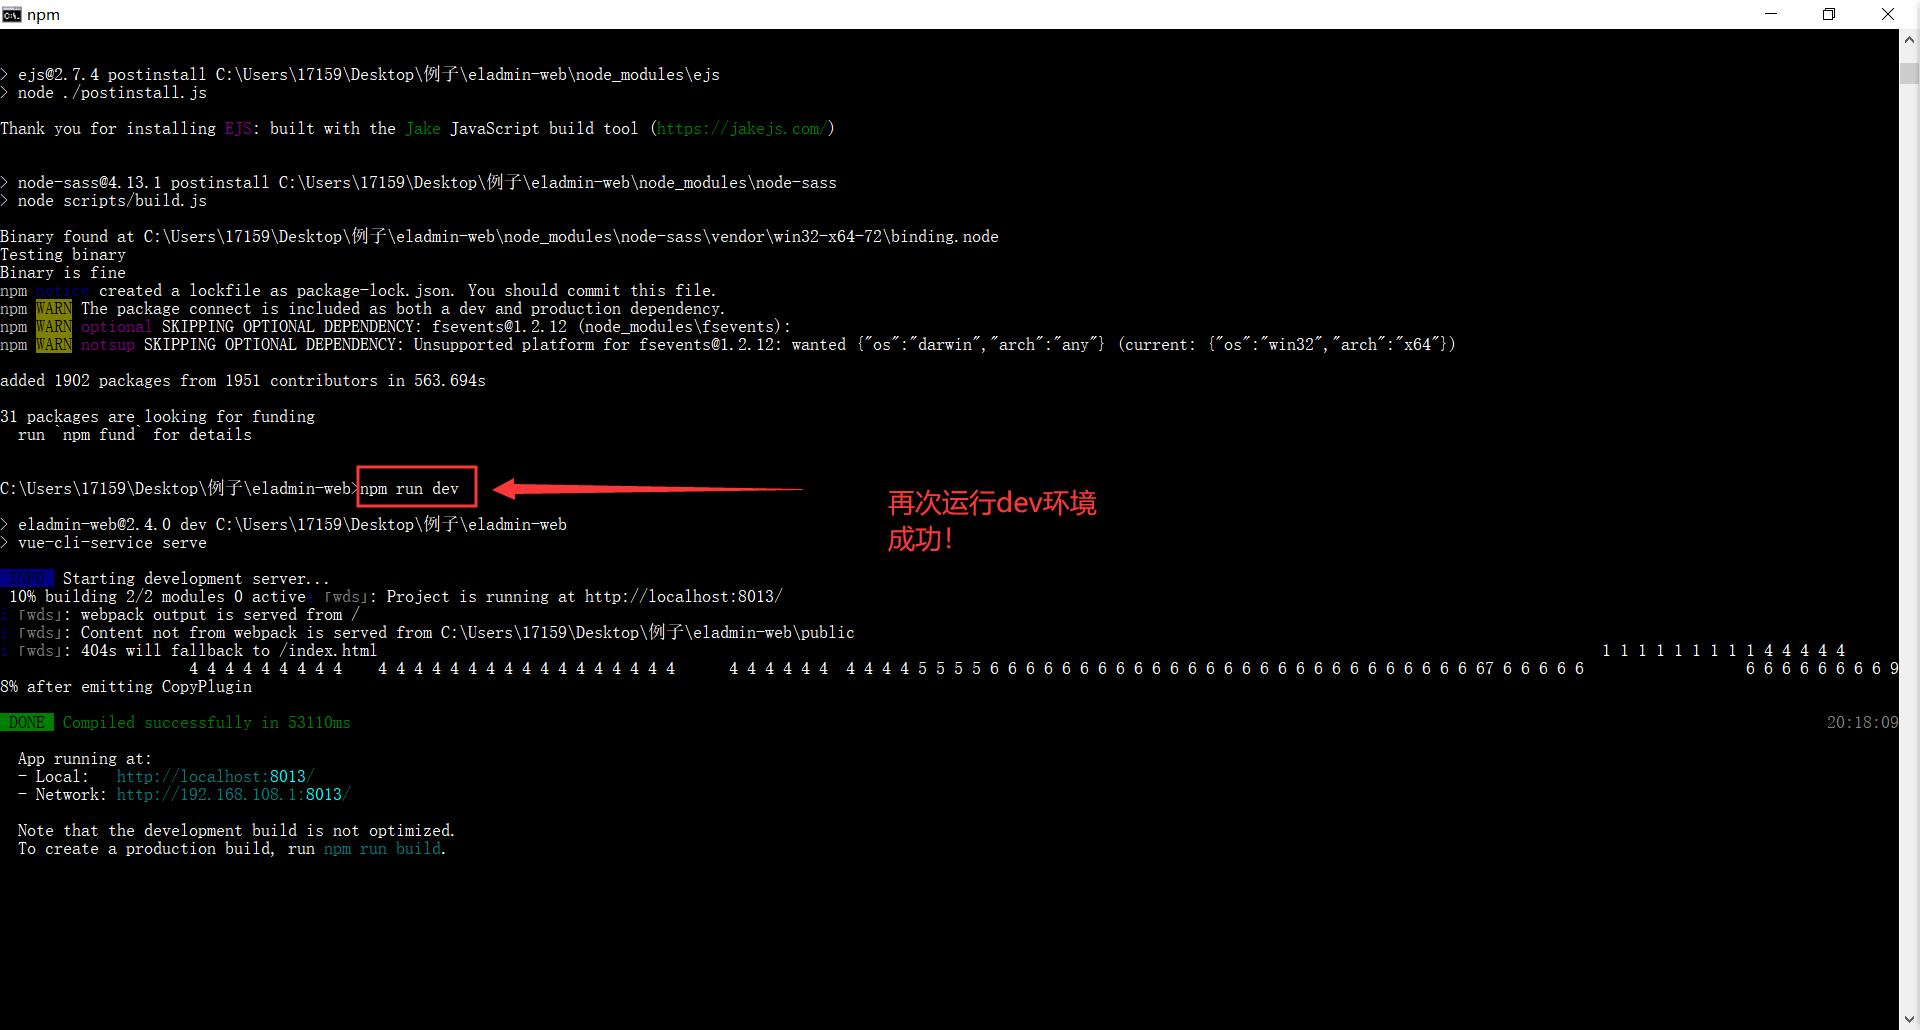 npm
> ejs@2.7.4 postinstall C:\Users\17159\Desktop\例子\eladmin-web\node_modules\ejs
> node ./postinstall.js
Thank you for installing EJS: built with the Jake JavaScript build tool (https://jakejs.com/)
> node-sass@4.13.1 postinstall C:\Users\17159\Desktop\例子\eladmin-web\node_modules\node-sass
> node scripts/build.js
Binary found at C:\Users\17159\Desktop\例子\eladmin-web\node_modules\node-sass\vendor\win32-x64-72\binding.node
Testing binary
Binary is fine
npm notice created a lockfile as package-lock.json. You should commit this file.
npm WARN The package connect is included as both a dev and production dependency.
npm WARN optional SKIPPING OPTIONAL DEPENDENCY: fsevents@1.2.12 (node_modules\fsevents):
npm WARN notsup SKIPPING OPTIONAL DEPENDENCY: Unsupported platform for fsevents@1.2.12: wanted {"os":"darwin","arch":"any"} (current: {"os":"win32","arch":"x64"})
added 1902 packages from 1951 contributors in 563.694s
31 packages are looking for funding
run `npm fund` for details
C:\Users\17159\Desktop\例子\eladmin-web>npm run dev
再次运行dev环境
成功！
> eladmin-web@2.4.0 dev C:\Users\17159\Desktop\例子\eladmin-web
> vue-cli-service serve
INFO Starting development server...
10% building 2/2 modules 0 active i ｢wds｣: Project is running at http://localhost:8013/
i ｢wds｣: webpack output is served from /
i ｢wds｣: Content not from webpack is served from C:\Users\17159\Desktop\例子\eladmin-web\public
i ｢wds｣: 404s will fallback to /index.html 1 1 1 1 1 1 1 1 1 4 4 4 4 4
4 4 4 4 4 4 4 4 4 4 4 4 4 4 4 4 4 4 4 4 4 4 4 4 4 4 4 4 4 4 4 4 4 4 4 4 4 5 5 5 5 6 6 6 6 6 6 6 6 6 6 6 6 6 6 6 6 6 6 6 6 6 6 6 6 6 6 6 67 6 6 6 6 6 6 6 6 6 6 6 6 6 9
8% after emitting CopyPlugin
DONE Compiled successfully in 53110ms 20:18:09
App running at:
- Local: http://localhost:8013/
- Network: http://192.168.108.1:8013/
Note that the development build is not optimized.
To create a production build, run npm run build.